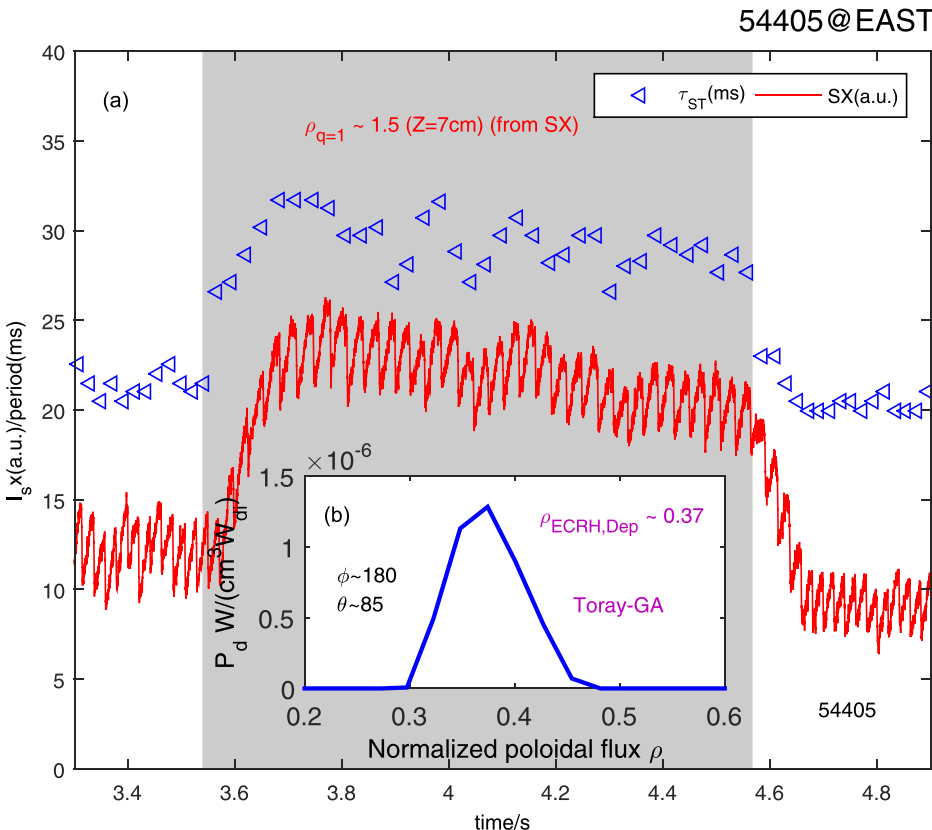 54405@EAST
(a)
τST(ms)
SX(a.u.)
ρq=1 ~ 1.5 (Z=7cm) (from SX)
40
35
30
25
20
15
10
5
0
Isx(a.u.)/period(ms)
3.4
3.6
3.8
4
4.2
4.4
4.6
4.8
time/s
54405
×10-6
(b)
ρECRH,Dep ~ 0.37
ϕ~180
θ~85
Toray-GA
1.5
1
0.5
0
Pd W/(cm3Wdl)
0.2
0.3
0.4
0.5
0.6
Normalized poloidal flux ρ